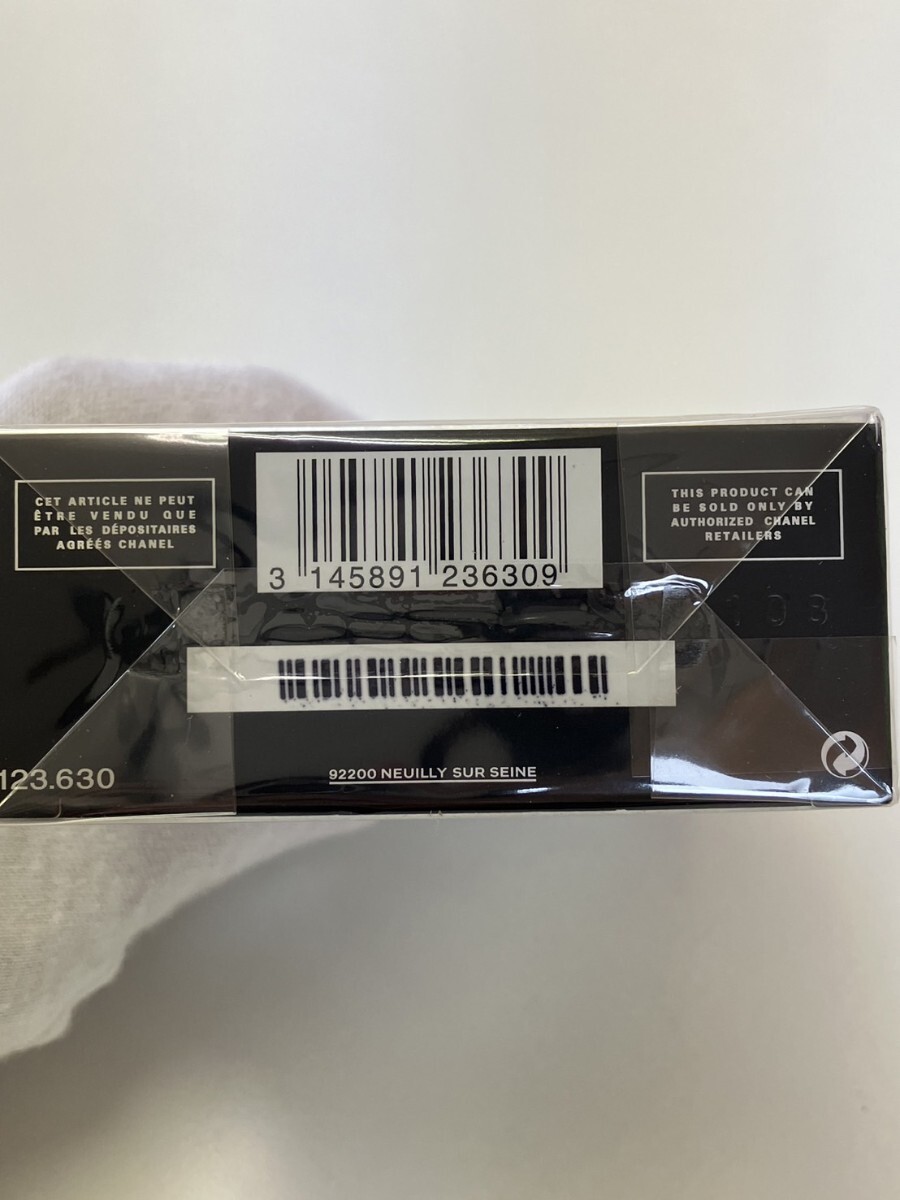 CET ARTICLE NE PEUT
ÊTRE VENDU QUE
PAR LES DÉPOSITAIRES
AGRÉÉS CHANEL
3 145891 236309
THIS PRODUCT CAN
BE SOLD ONLY BY
AUTHORIZED CHANEL
RETAILERS
123.630
92200 NEUILLY SUR SEINE